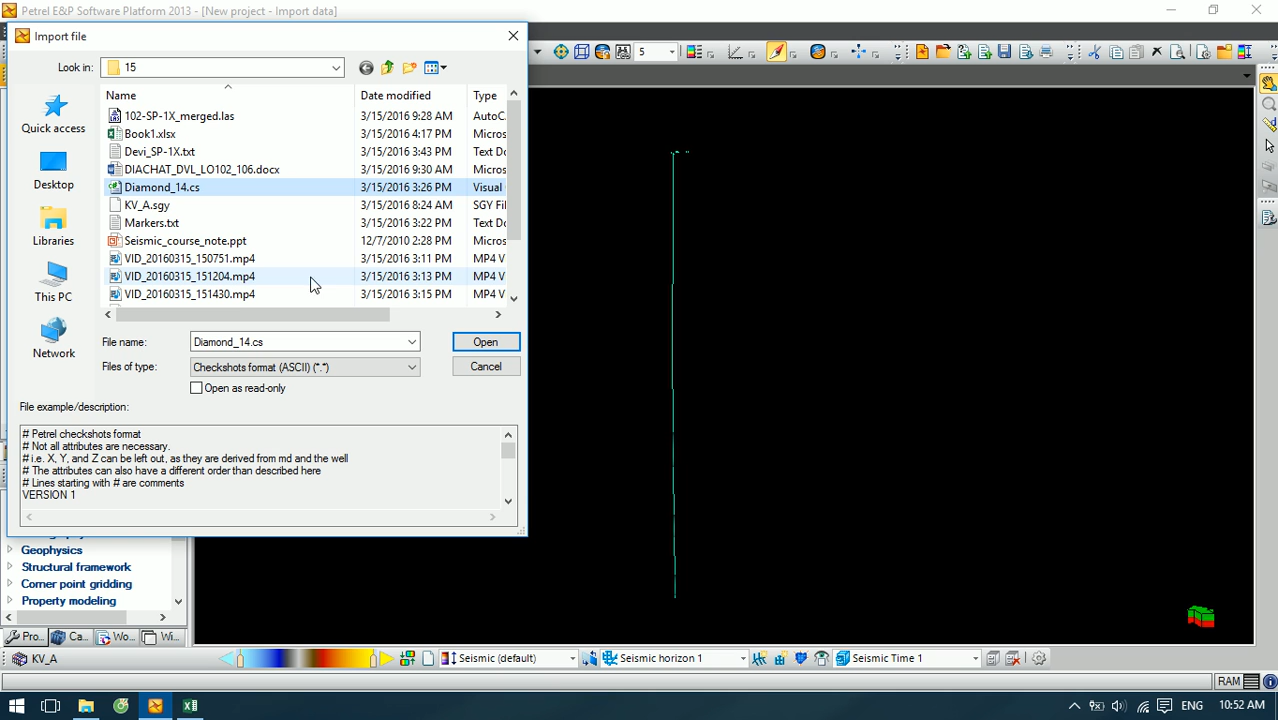 Petrel E&P Software Platform 2013 - [New project - Import data]
Import file
Look in:
15
5
Name
Date modified
Type
Quick access
Desktop
Libraries
This PC
Network
102-SP-1X_merged.las
3/15/2016 9:28 AM
AutoC.
Book1.xlsx
3/15/2016 4:17 PM
Micros
Devi_SP-1X.txt
3/15/2016 3:43 PM
Text Do
DIACHAT_DVL_LO102_106.docx
3/15/2016 9:30 AM
Micros
Diamond_14.cs
3/15/2016 3:26 PM
Visual
KV_A.sgy
3/15/2016 8:24 AM
SGY Fil
Markers.txt
3/15/2016 3:22 PM
Text Do
Seismic_course_note.ppt
12/7/2010 2:28 PM
Micros
VID_20160315_150751.mp4
3/15/2016 3:11 PM
MP4 V
VID_20160315_151204.mp4
3/15/2016 3:13 PM
MP4 V
VID_20160315_151430.mp4
3/15/2016 3:15 PM
MP4 V
File name:
Diamond_14.cs
Open
Files of type:
Checkshots format (ASCII) (*.*)
Cancel
Open as read-only
File example/description:
# Petrel checkshots format
# Not all attributes are necessary.
# i.e. X, Y, and Z can be left out, as they are derived from md and the well
# The attributes can also have a different order than described here
# Lines starting with # are comments
VERSION 1
Geophysics
Structural framework
Corner point gridding
Property modeling
Pro...
Ca...
Wo...
Wi...
KV_A
Seismic (default)
Seismic horizon 1
Seismic Time 1
RAM
ENG
10:52 AM